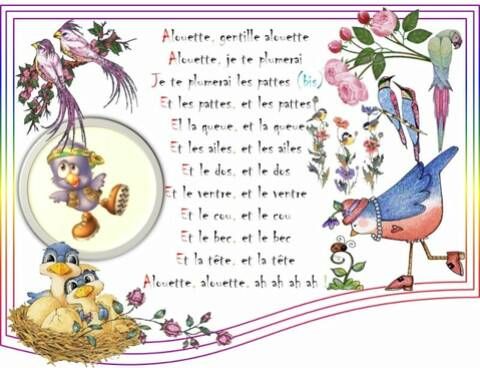 Alouette, gentille alouette
Alouette, je te plumerai
Je te plumerai les pattes (bis)
Et les pattes, et les pattes
Et la queue, et la queue
Et les ailes, et les ailes
Et le dos, et le dos
Et le ventre, et le ventre
Et le cou, et le cou
Et le bec, et le bec
Et la tête, et la tête
Alouette, alouette, ah ah ah ah !